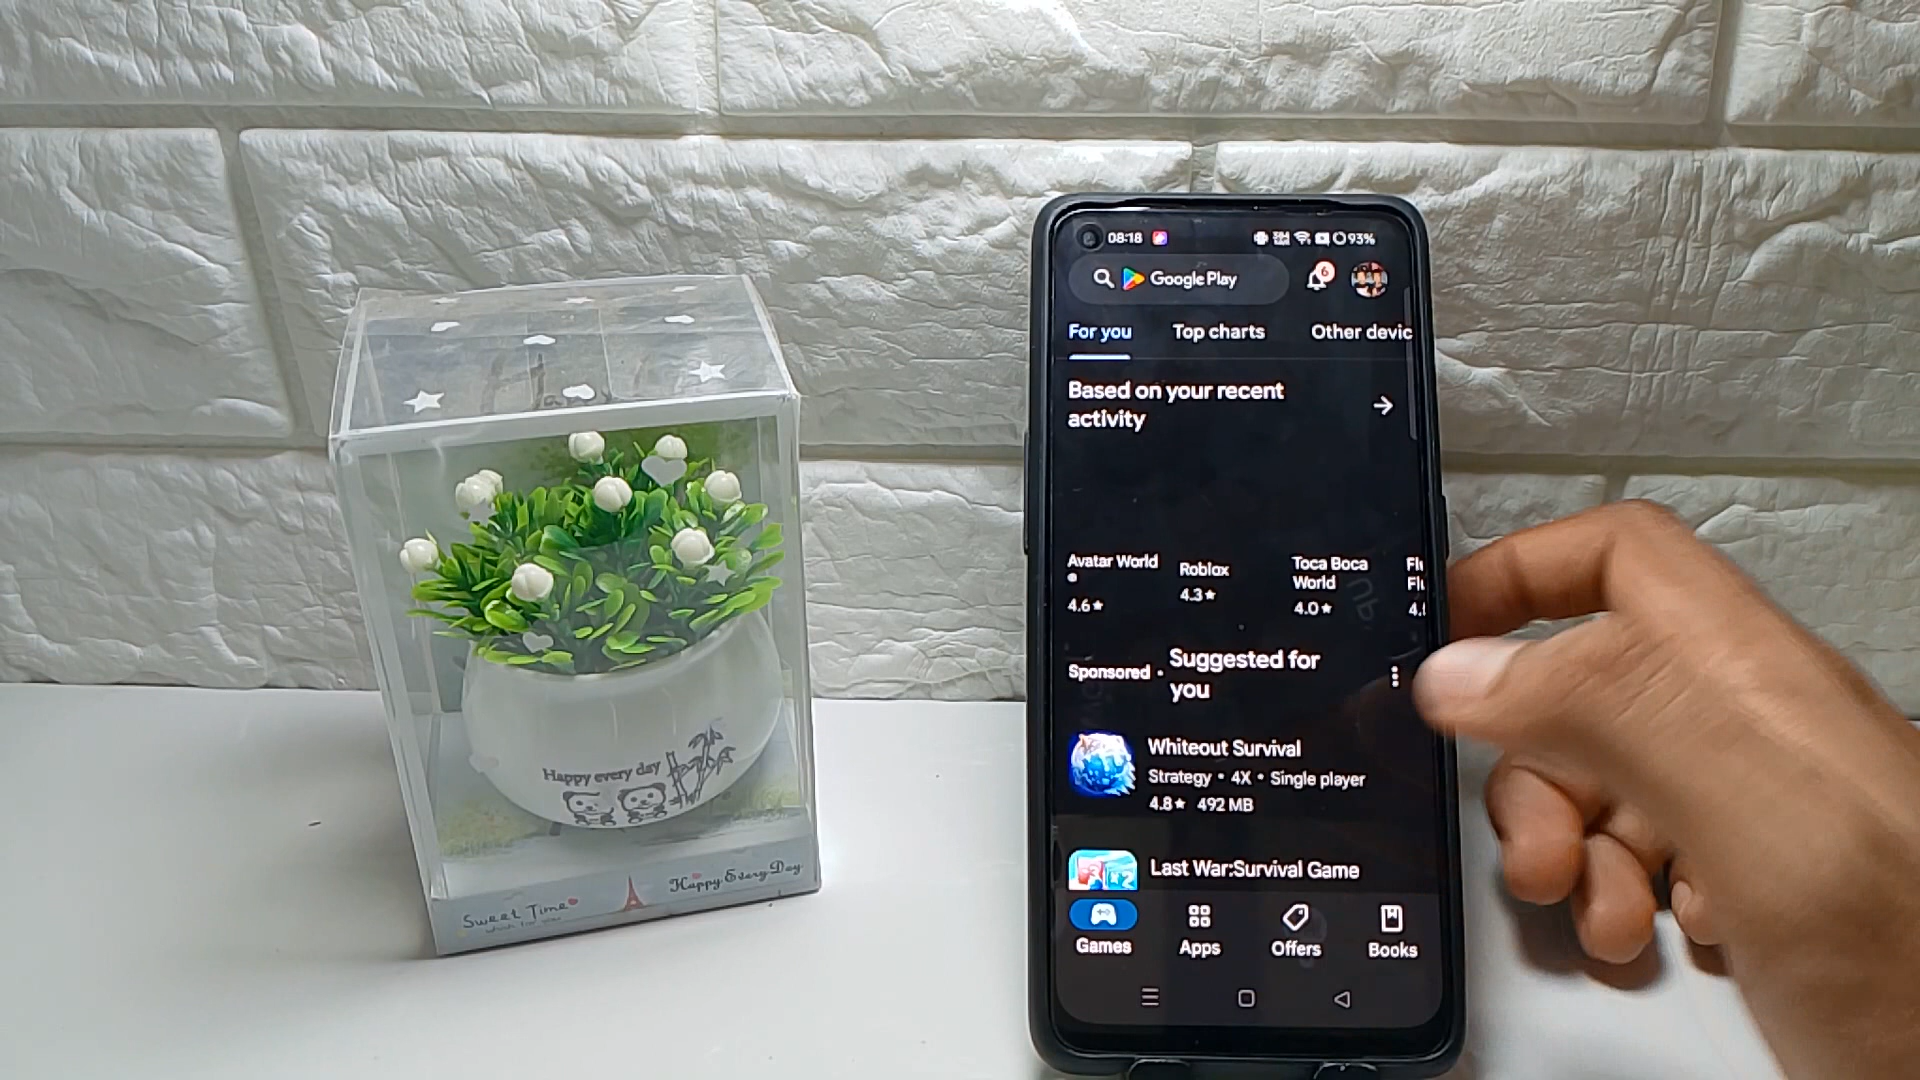 08:18
93%
Google Play
6
For you
Top charts
Other devic
Based on your recent
activity
Avatar World
4.6★
Roblox
4.3★
Toca Boca
World
4.0★
Sponsored •
Suggested for
you
Whiteout Survival
Strategy • 4X • Single player
4.8★ 492 MB
Last War:Survival Game
Games
Apps
Offers
Books
Happy every day
Sweet Time
Happy Every Day